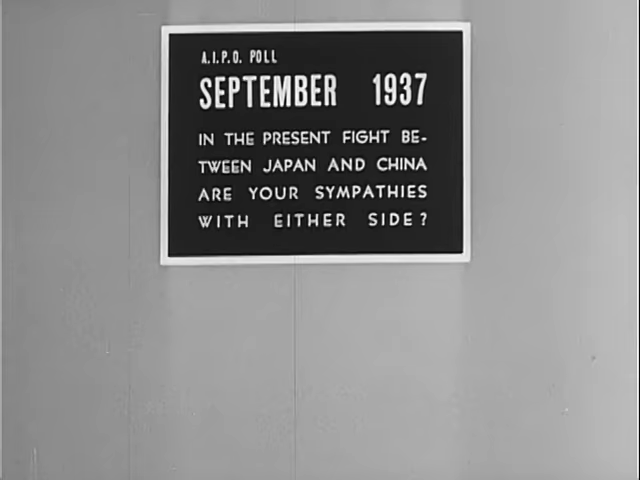 A.I.P.O. POLL
SEPTEMBER 1937
IN THE PRESENT FIGHT BE-
TWEEN JAPAN AND CHINA
ARE YOUR SYMPATHIES
WITH EITHER SIDE?